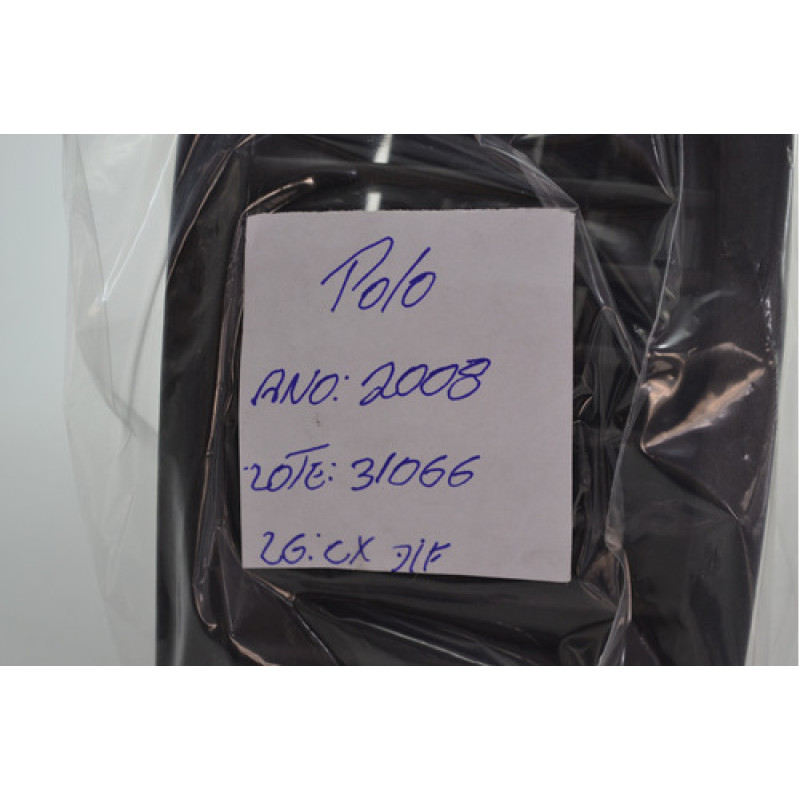 Polo
ANO: 2008
LOTE: 31066
LG: CX